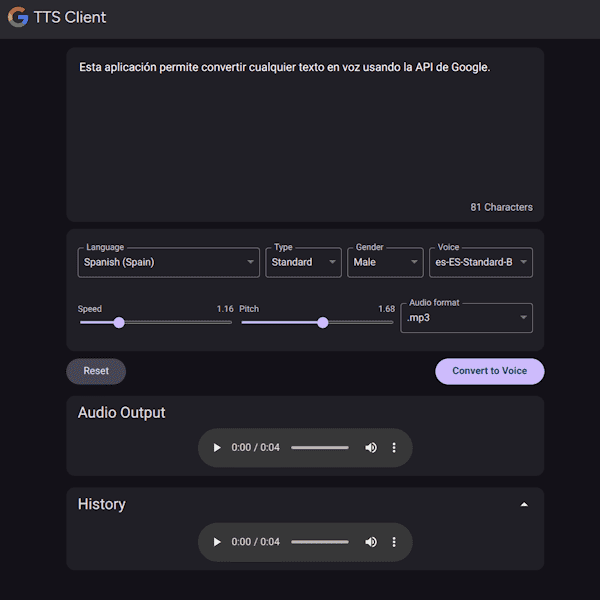 TTS Client
Esta aplicación permite convertir cualquier texto en voz usando la API de Google.
81 Characters
Language
Spanish (Spain)
Type
Standard
Gender
Male
Voice
es-ES-Standard-B
Speed
1.16
Pitch
1.68
Audio format
.mp3
Reset
Convert to Voice
Audio Output
0:00 / 0:04
History
0:00 / 0:04